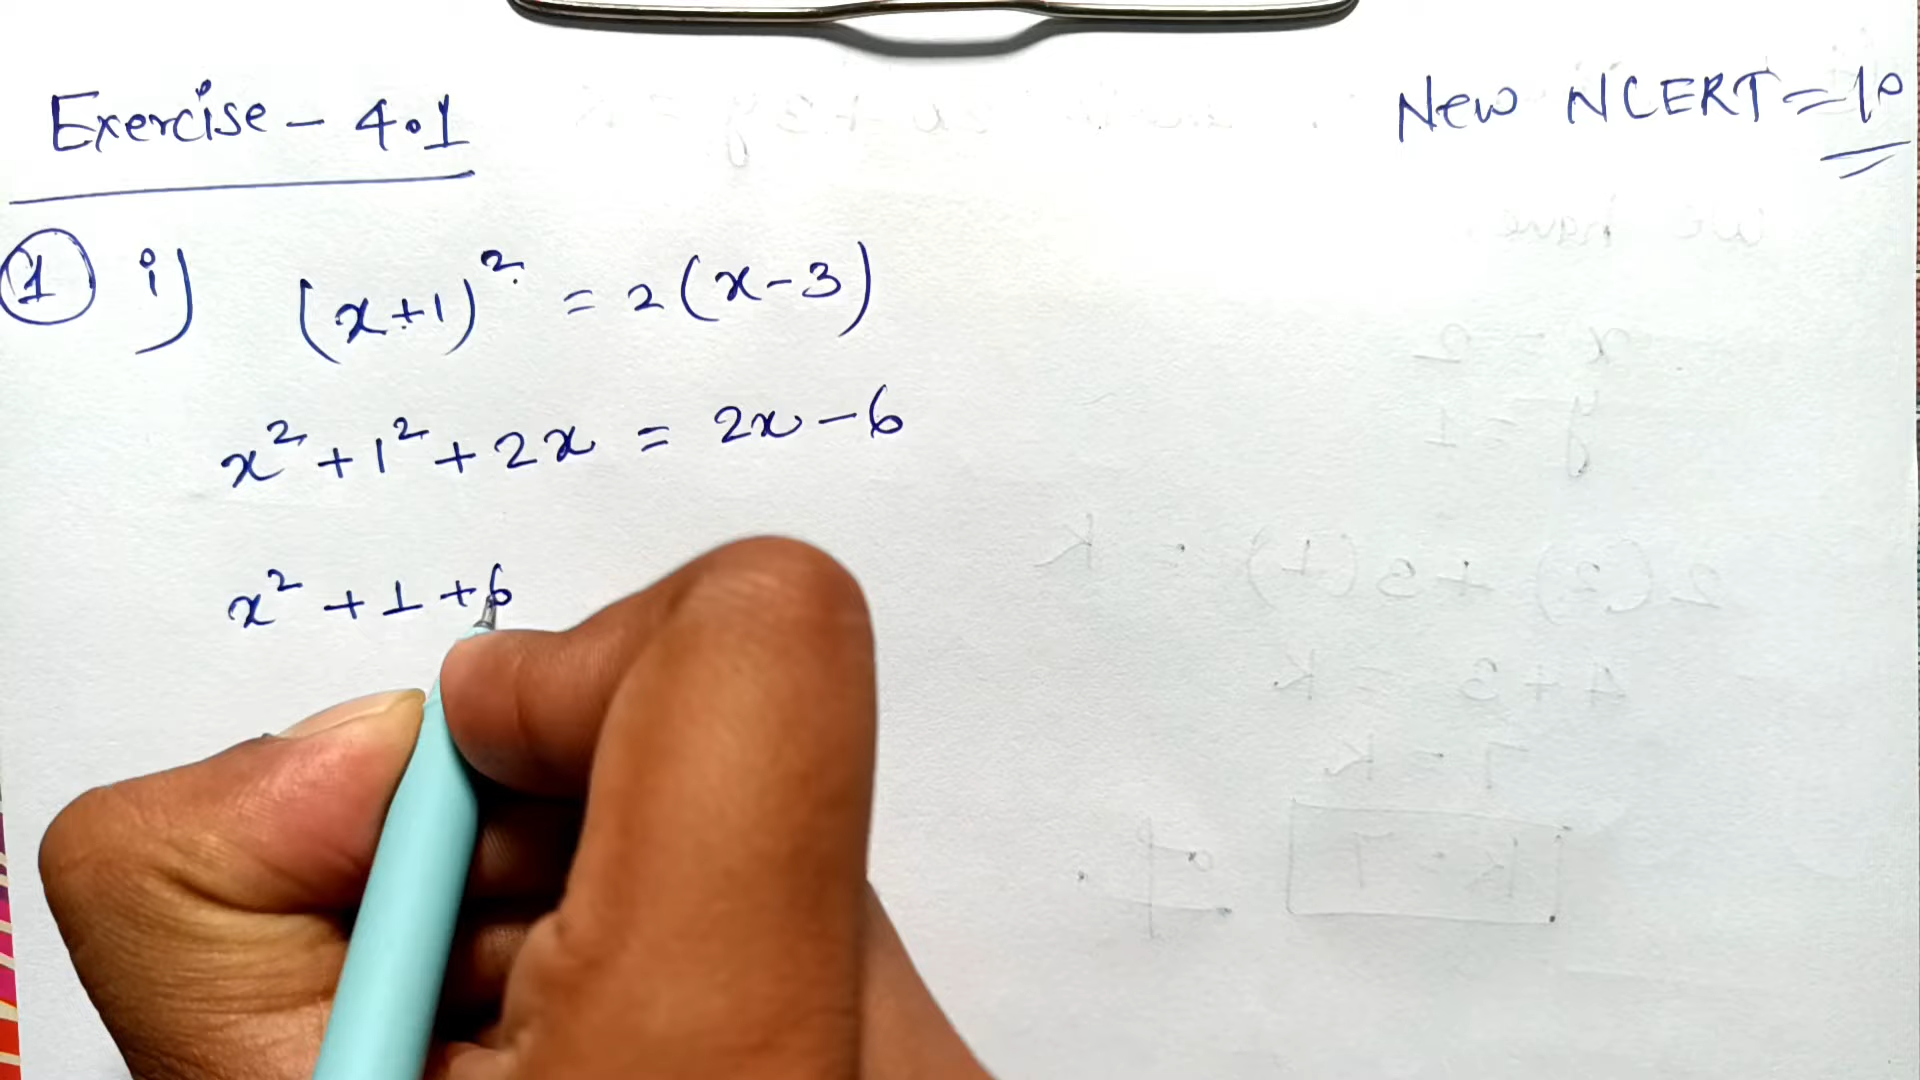 Exercise - 4.1
New NCERT = 10
1 i) (x+1)² = 2(x-3)
x² + 1² + 2x = 2x - 6
x² + 1 + 6